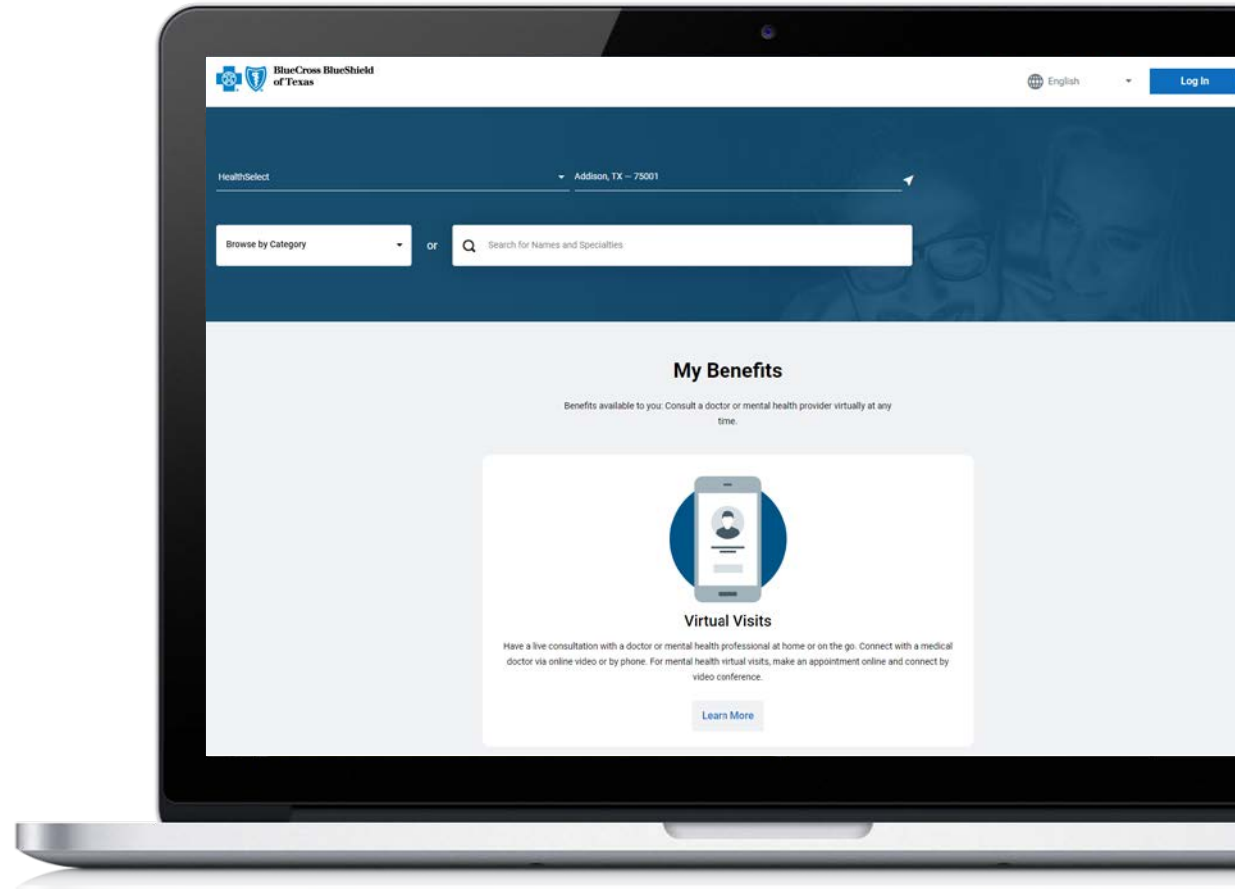 BlueCross BlueShield
of Texas
English
Log In
HealthSelect
Addison, TX – 75001
Browse by Category
or
Search for Names and Specialties
My Benefits
Benefits available to you: Consult a doctor or mental health provider virtually at any
time.
Virtual Visits
Have a live consultation with a doctor or mental health professional at home or on the go. Connect with a medical
doctor via online video or by phone. For mental health virtual visits, make an appointment online and connect by
video conference.
Learn More